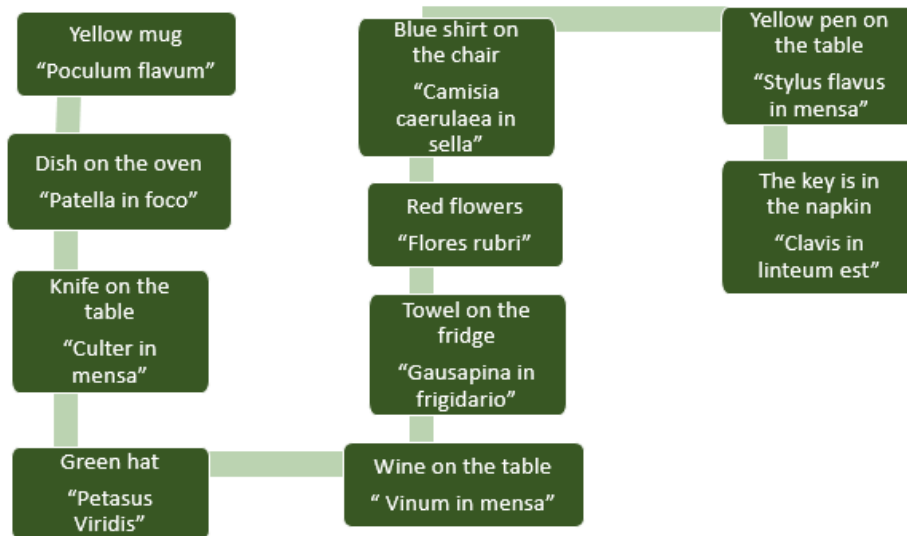 Yellow mug
“Poculum flavum”
Dish on the oven
“Patella in foco”
Knife on the
table
“Culter in
mensa”
Green hat
“Petasus
Viridis”
Wine on the table
“ Vinum in mensa”
Towel on the
fridge
“Gausapina in
frigidario”
Red flowers
“Flores rubri”
Blue shirt on
the chair
“Camisia
caerulaea in
sella”
Yellow pen on
the table
“Stylus flavus
in mensa”
The key is in
the napkin
“Clavis in
linteum est”